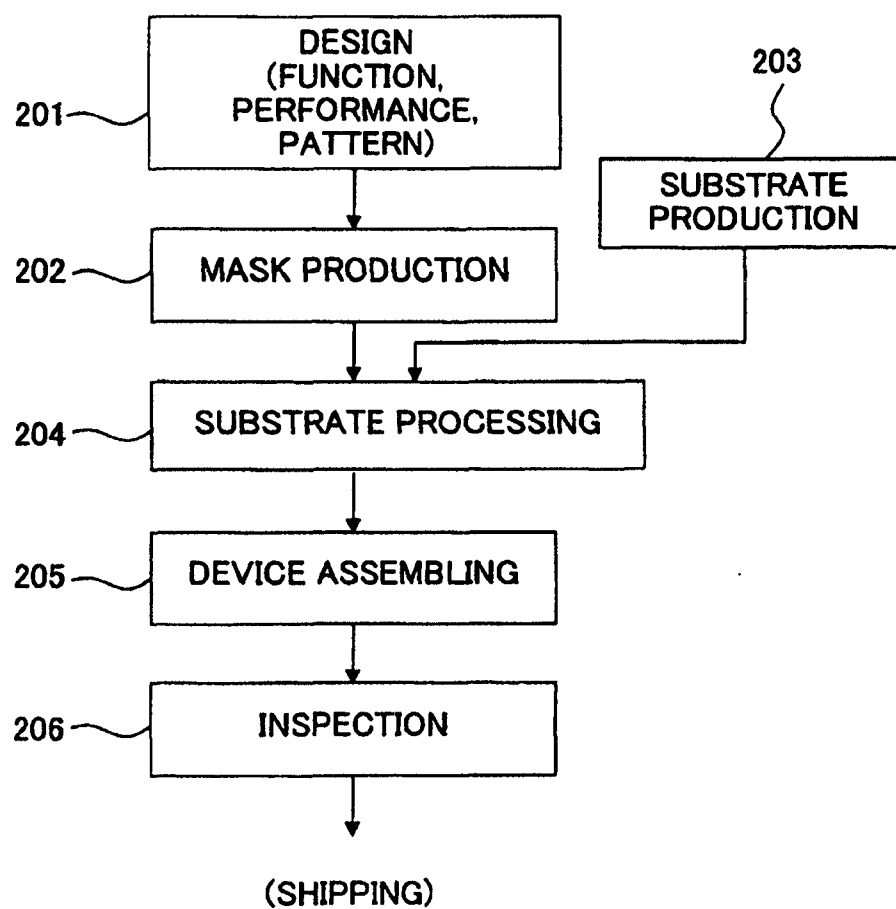 DESIGN
(FUNCTION,
PERFORMANCE,
PATTERN)
201
203
SUBSTRATE
PRODUCTION
202
MASK PRODUCTION
204
SUBSTRATE PROCESSING
205
DEVICE ASSEMBLING
206
INSPECTION
(SHIPPING)